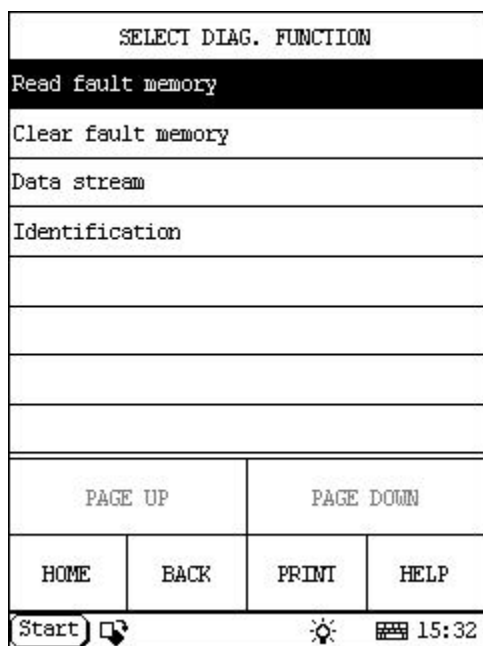 SELECT DIAG. FUNCTION
Read fault memory
Clear fault memory
Data stream
Identification
PAGE UP PAGE DOWN
HOME BACK PRINT HELP
Start 15:32